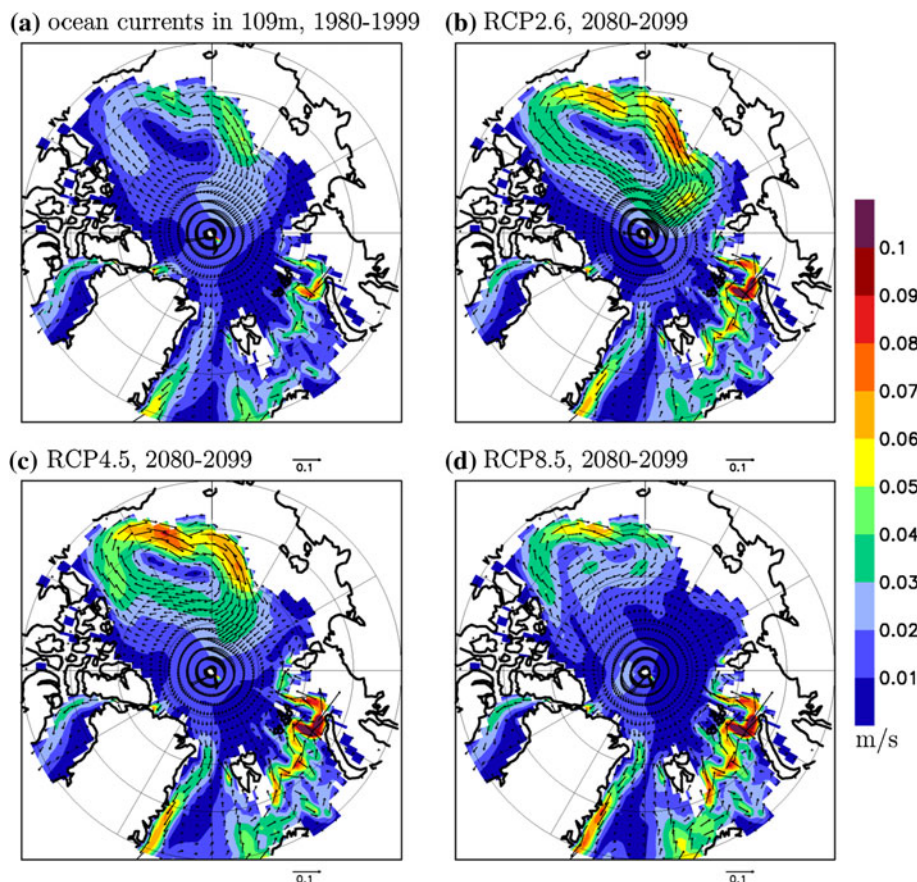 (a) ocean currents in 109m, 1980-1999
(b) RCP2.6, 2080-2099
0.1
0.09
0.08
0.07
0.06
0.05
0.04
0.03
0.02
0.01
m/s
(c) RCP4.5, 2080-2099
0.1
(d) RCP8.5, 2080-2099
0.1
0.1
0.1